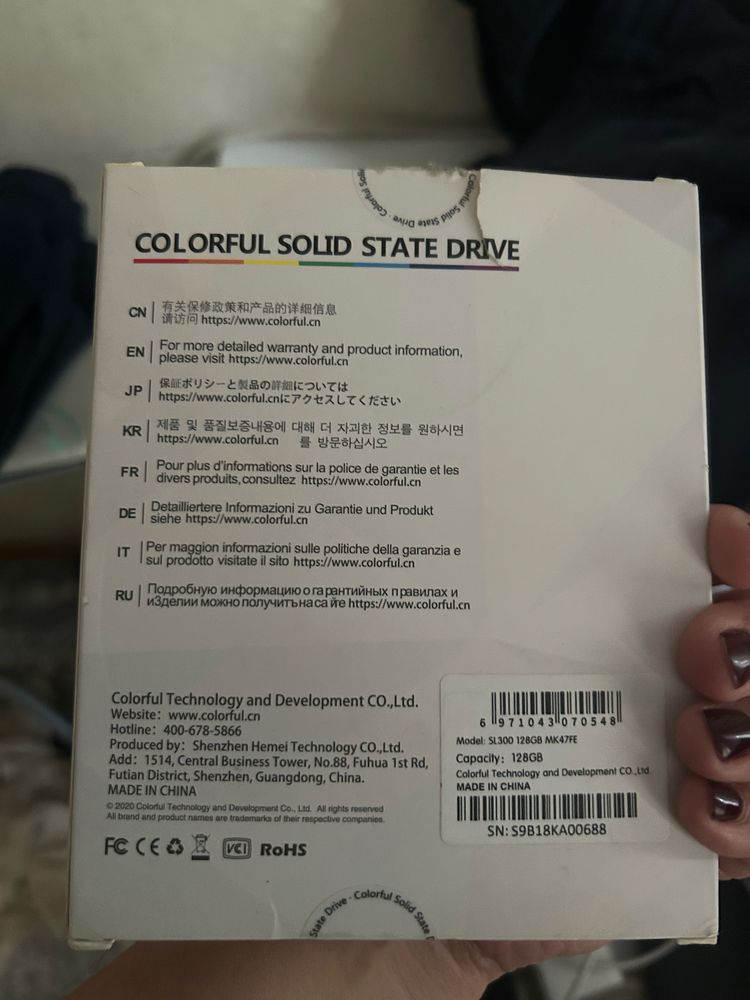 Colorful Solid State Drive · Colorful
COLORFUL SOLID STATE DRIVE
CN 有关保修政策和产品的详细信息
请访问 https://www.colorful.cn
EN For more detailed warranty and product information,
please visit https://www.colorful.cn
JP 保証ポリシーと製品の詳細については
https://www.colorful.cnにアクセスしてください
KR 제품 및 품질보증내용에 대해 더 자괴한 정보를 원하시면
https://www.colorful.cn 를 방문하십시오
FR Pour plus d'informations sur la police de garantie et les
divers produits,consultez https://www.colorful.cn
DE Detailliertere Informazioni zu Garantie und Produkt
siehe https://www.colorful.cn
IT Per maggion informazioni sulle politiche della garanzia e
sul prodotto visitate il sito https://www.colorful.cn
RU Подробную информацию о га рантийных правилах и
иЗделии можно получитьна са йте https://www.colorful.cn
Colorful Technology and Development CO.,Ltd.
Website: www.colorful.cn
Hotline: 400-678-5866
Produced by: Shenzhen Hemei Technology CO.,Ltd.
Add: 1514, Central Business Tower, No.88, Fuhua 1st Rd,
Futian District, Shenzhen, Guangdong, China.
MADE IN CHINA
© 2020 Colorful Technology and Development Co., Ltd. All rights reserved
All brand and product names are trademarks of their respective companies.
FC CE VCI RoHS
6 971043 070548
Model: SL300 128GB MK47FE
Capacity: 128GB
Colorful Technology and Development CO.,Ltd.
MADE IN CHINA
SN: S9B18KA00688
State Drive · Colorful Solid State D